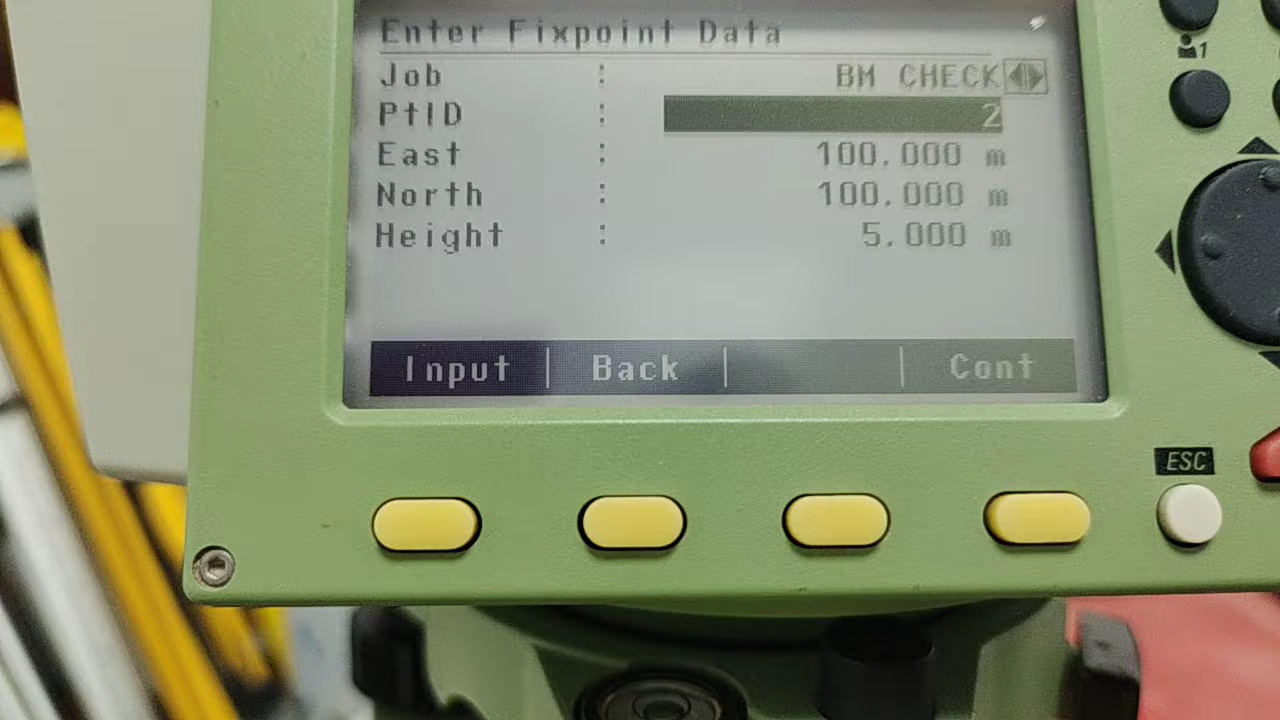 Enter Fixpoint Data
Job : BM CHECK
PtID : 2
East : 100.000 m
North : 100.000 m
Height : 5.000 m
Input | Back | | Cont
1
ESC